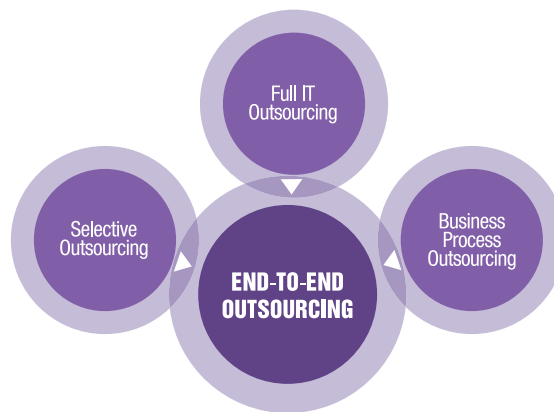 Full IT
Outsourcing
Selective
Outsourcing
Business
Process
Outsourcing
END-TO-END
OUTSOURCING